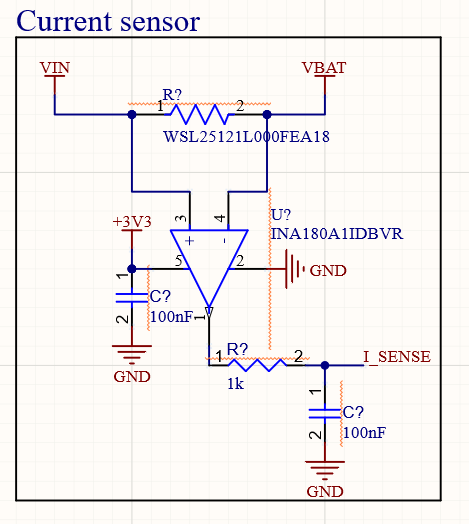 Current sensor
VIN
VBAT
R?
1
2
WSL25121L000FEA18
3
4
U?
INA180A1IDBVR
+3V3
+
-
5
2
GND
1
C?
100nF
2
GND
1
1
R?
2
I_SENSE
1k
1
C?
100nF
2
GND